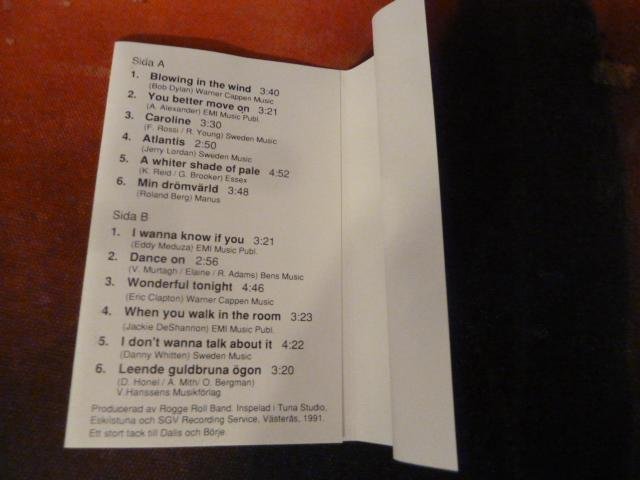 Sida A
1. Blowing in the wind 3:40
(Bob Dylan) Warner Cappen Music
2. You better move on 3:21
(A. Alexander) EMI Music Publ.
3. Caroline 3:30
(F. Rossi / R. Young) Sweden Music
4. Atlantis 2:50
(Jerry Lordan) Sweden Music
5. A whiter shade of pale 4:52
(K. Reid / G. Brooker) Essex
6. Min drömvärld 3:48
(Roland Berg) Manus
Sida B
1. I wanna know if you 3:21
(Eddy Meduza) EMI Music Publ.
2. Dance on 2:56
(V. Murtagh / Elaine / R. Adams) Bens Music
3. Wonderful tonight 4:46
(Eric Clapton) Warner Cappen Music
4. When you walk in the room 3:23
(Jackie DeShannon) EMI Music Publ.
5. I don't wanna talk about it 4:22
(Danny Whitten) Sweden Music
6. Leende guldbruna ögon 3:20
(D. Honel / A. Mith/ O. Bergman)
V.Hanssens Musikförlag
Producerad av Rogge Roll Band. Inspelad i Tuna Studio,
Eskilstuna och SGV Recording Service, Västerås, 1991.
Ett stort tack till Dalis och Börje.